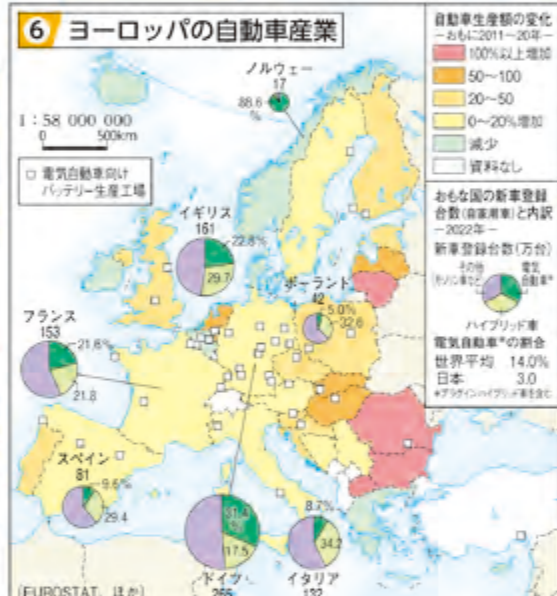 6 ヨーロッパの自動車産業
1:58 000 000
0 500km
□ 電気自動車向け
バッテリー生産工場
ノルウェー
17
88.6
%
イギリス
161
22.8%
29.7
ポーランド
42
5.0%
32.6
フランス
153
21.6%
21.8
スペイン
81
9.6%
29.4
ドイツ
17.5
イタリア
8.7%
34.2
(EUROSTAT, ほか)
自動車生産額の変化
−おもに2011~20年−
100%以上増加
50~100
20~50
0~20%増加
減少
資料なし
おもな国の新車登録
台数(自家用車)と内訳
−2022年−
新車登録台数(万台)
その他
(ガソリン車など)
電気
自動車*
ハイブリッド車
電気自動車*の割合
世界平均 14.0%
日本 3.0
*プラグインハイブリッド車を含む